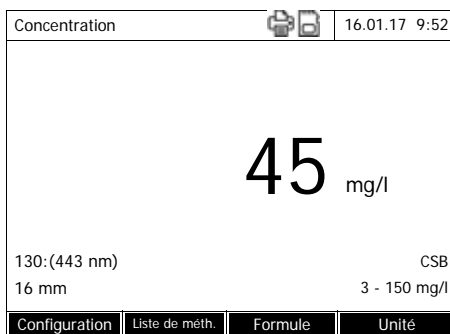 Concentration 16.01.17 9:52
45 mg/l
130:(443 nm) CSB
16 mm 3 - 150 mg/l
Configuration Liste de méth. Formule Unité